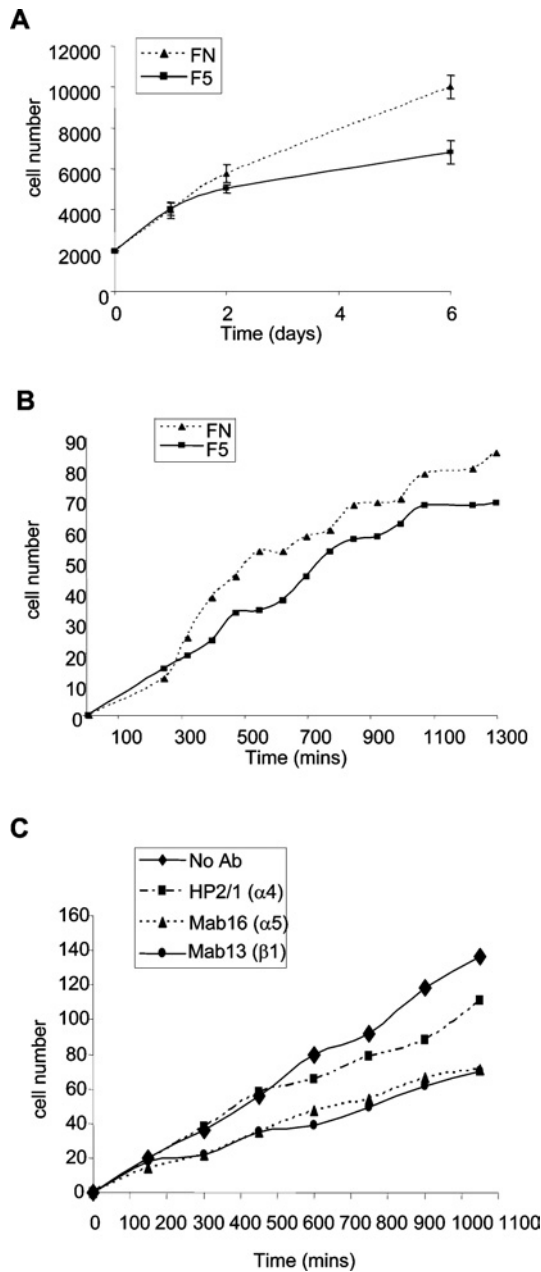 A
FN
F5
12000
10000
8000
6000
4000
2000
0
cell number
0 2 4 6
Time (days)
B
FN
F5
90
80
70
60
50
40
30
20
10
0
cell number
100 300 500 700 900 1100 1300
Time (mins)
C
No Ab
HP2/1 (α4)
Mab16 (α5)
Mab13 (β1)
160
140
120
100
80
60
40
20
0
cell number
0 100 200 300 400 500 600 700 800 900 1000 1100
Time (mins)